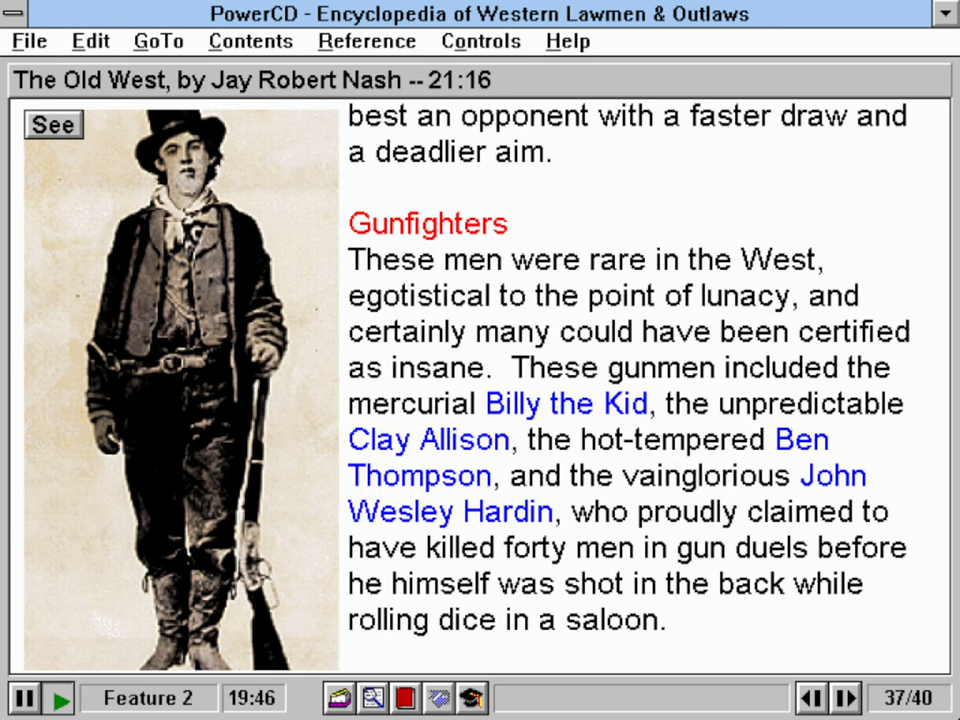 PowerCD - Encyclopedia of Western Lawmen & Outlaws
File Edit GoTo Contents Reference Controls Help
The Old West, by Jay Robert Nash -- 21:16
See
best an opponent with a faster draw and
a deadlier aim.
Gunfighters
These men were rare in the West,
egotistical to the point of lunacy, and
certainly many could have been certified
as insane.  These gunmen included the
mercurial Billy the Kid, the unpredictable
Clay Allison, the hot-tempered Ben
Thompson, and the vainglorious John
Wesley Hardin, who proudly claimed to
have killed forty men in gun duels before
he himself was shot in the back while
rolling dice in a saloon.
Feature 2 19:46 37/40